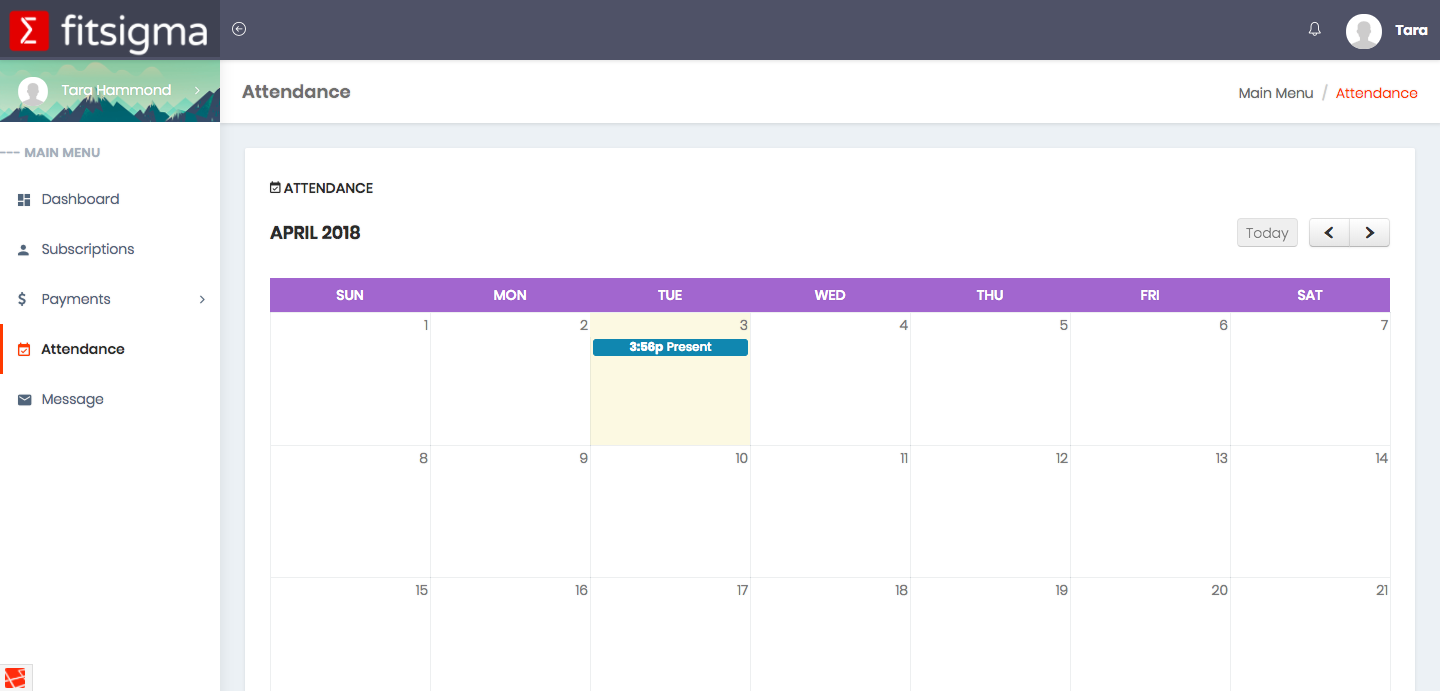 fitsigma
Tara
Tara Hammond
Attendance
Main Menu / Attendance
--- MAIN MENU
Dashboard
Subscriptions
$ Payments
Attendance
Message
ATTENDANCE
APRIL 2018
Today
SUN MON TUE WED THU FRI SAT
1 2 3 4 5 6 7
3:56p Present
8 9 10 11 12 13 14
15 16 17 18 19 20 21